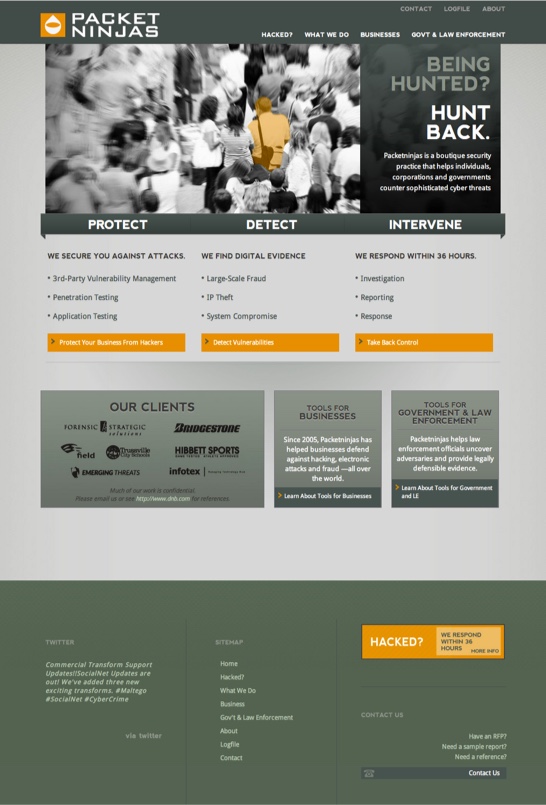 CONTACT LOGFILE ABOUT
PACKET
NINJAS
HACKED? WHAT WE DO BUSINESSES GOVT & LAW ENFORCEMENT
BEING
HUNTED?
HUNT
BACK.
Packetninjas is a boutique security
practice that helps individuals,
corporations and governments
counter sophisticated cyber threats
PROTECT DETECT INTERVENE
WE SECURE YOU AGAINST ATTACKS.
• 3rd-Party Vulnerability Management
• Penetration Testing
• Application Testing
> Protect Your Business From Hackers
WE FIND DIGITAL EVIDENCE
• Large-Scale Fraud
• IP Theft
• System Compromise
> Detect Vulnerabilities
WE RESPOND WITHIN 36 HOURS.
• Investigation
• Reporting
• Response
> Take Back Control
OUR CLIENTS
FORENSIC STRATEGIC
solutions
BRIDGESTONE
field
Trussville
City Schools
HIBBETT SPORTS
EMERGING THREATS
infotex
Much of our work is confidential.
Please email us or see http://www.dnb.com for references.
TOOLS FOR
BUSINESSES
Since 2005, Packetninjas has
helped businesses defend
against hacking, electronic
attacks and fraud —all over
the world.
> Learn About Tools for Businesses
TOOLS FOR
GOVERNMENT & LAW
ENFORCEMENT
Packetninjas helps law
enforcement officials uncover
adversaries and provide legally
defensible evidence.
> Learn About Tools for Government
and LE
TWITTER
Commercial Transform Support
Updates!!SocialNet Updates are
out! We've added three new
exciting transforms. #Maltego
#SocialNet #CyberCrime
via twitter
SITEMAP
Home
Hacked?
What We Do
Business
Gov't & Law Enforcement
About
Logfile
Contact
HACKED?
WE RESPOND
WITHIN 36
HOURS
MORE INFO
CONTACT US
Have an RFP?
Need a sample report?
Need a reference?
Contact Us